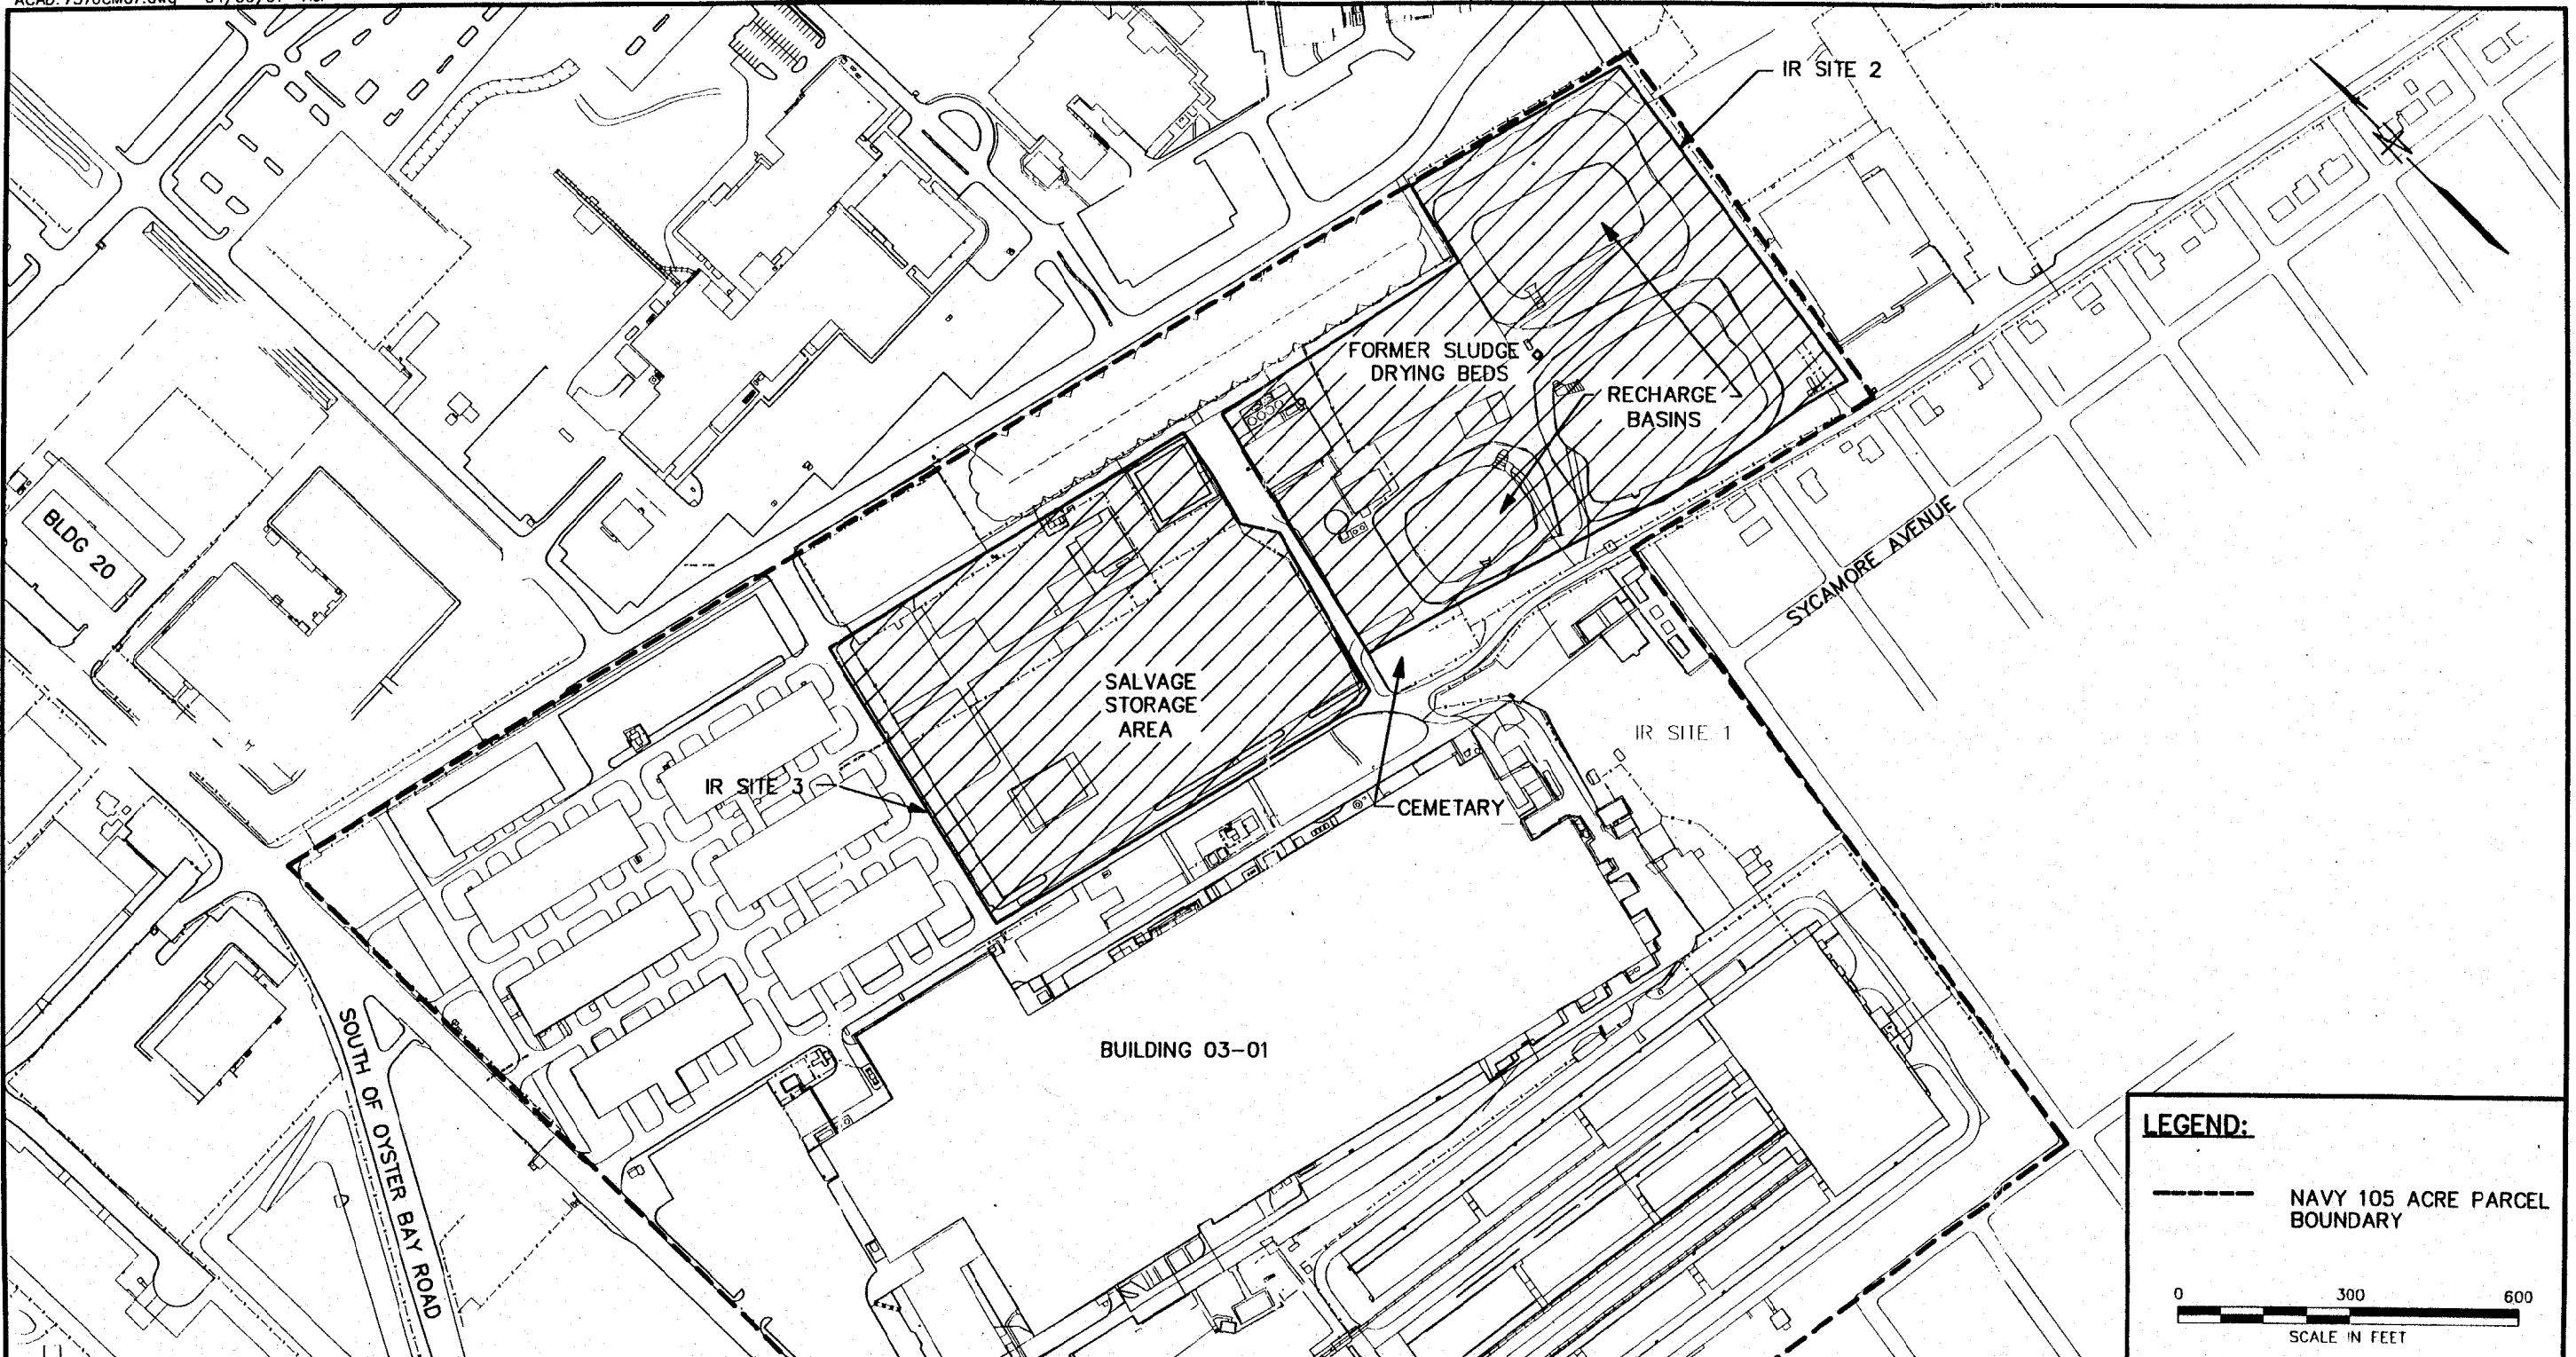 IR SITE 2
FORMER SLUDGE
DRYING BEDS
RECHARGE
BASINS
BLDG 20
SYCAMORE AVENUE
SALVAGE
STORAGE
AREA
IR SITE 1
IR SITE 3
CEMETARY
BUILDING 03-01
SOUTH OF OYSTER BAY ROAD
LEGEND:
NAVY 105 ACRE PARCEL
BOUNDARY
0 300 600
SCALE IN FEET